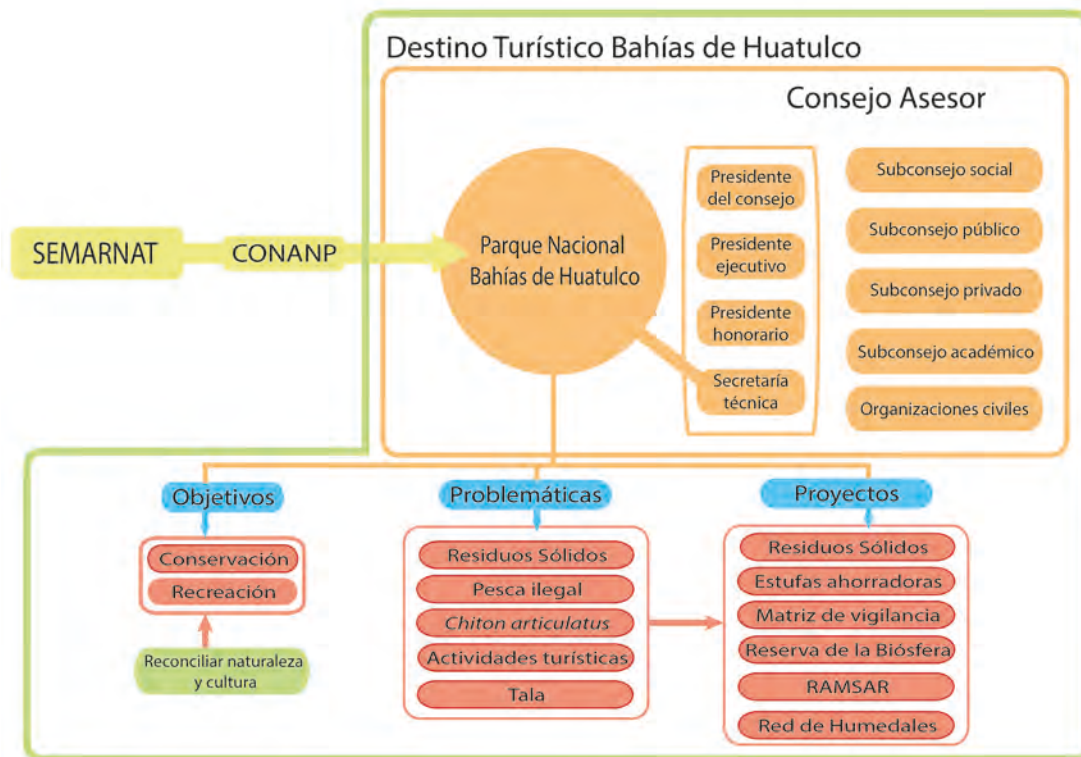 Destino Turístico Bahías de Huatulco
Consejo Asesor
SEMARNAT
CONANP
Parque Nacional
Bahías de Huatulco
Presidente
del consejo
Presidente
ejecutivo
Presidente
honorario
Secretaría
técnica
Subconsejo social
Subconsejo público
Subconsejo privado
Subconsejo académico
Organizaciones civiles
Objetivos
Conservación
Recreación
Reconciliar naturaleza
y cultura
Problemáticas
Residuos Sólidos
Pesca ilegal
Chiton articulatus
Actividades turísticas
Tala
Proyectos
Residuos Sólidos
Estufas ahorradoras
Matriz de vigilancia
Reserva de la Biósfera
RAMSAR
Red de Humedales